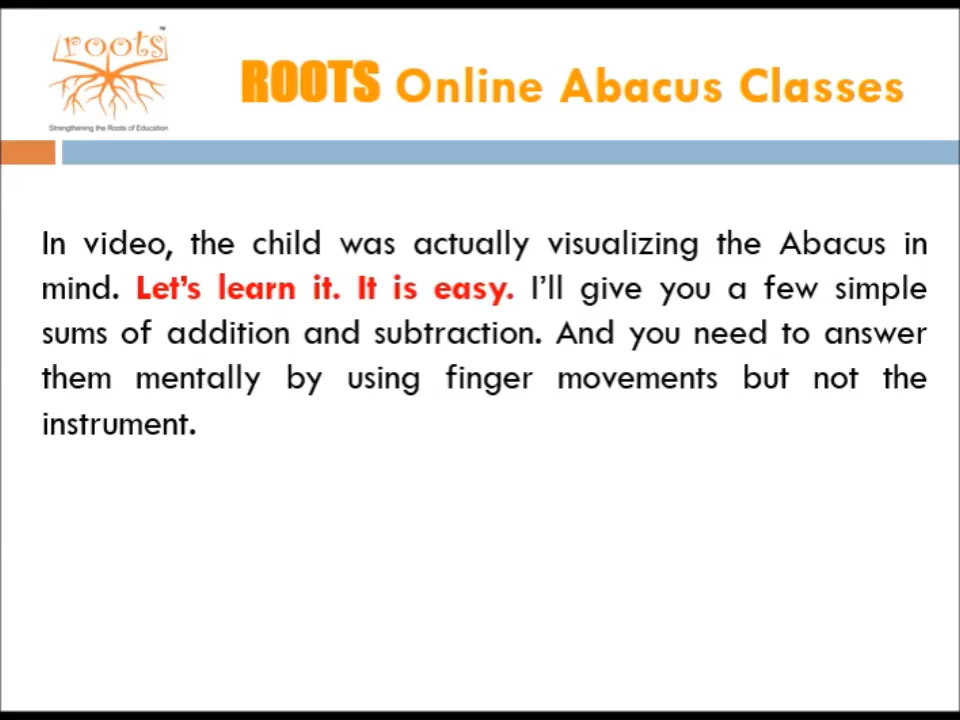 roots™
Strengthening the Roots of Education
ROOTS Online Abacus Classes
In video, the child was actually visualizing the Abacus in
mind. Let's learn it. It is easy. I'll give you a few simple
sums of addition and subtraction. And you need to answer
them mentally by using finger movements but not the
instrument.